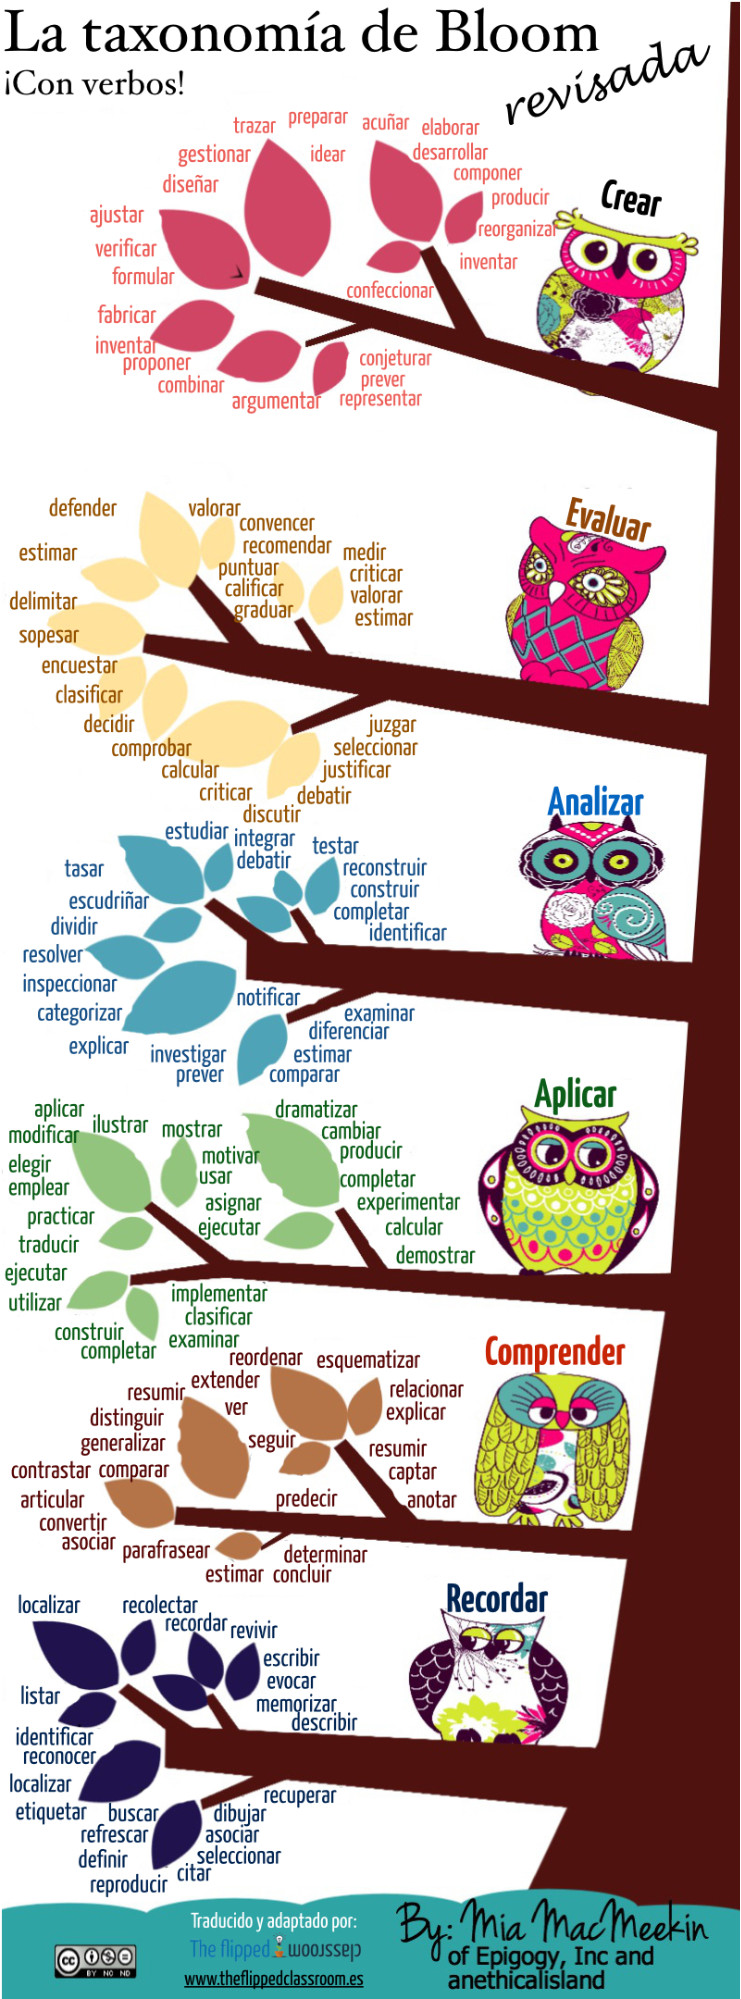 La taxonomía de Bloom
¡Con verbos!
revisada
Crear
trazar
preparar
acuñar
elaborar
gestionar
idear
desarrollar
diseñar
componer
ajustar
producir
verificar
reorganizar
formular
inventar
confeccionar
fabricar
inventar
proponer
conjeturar
combinar
prever
argumentar
representar
Evaluar
defender
valorar
convencer
estimar
recomendar
medir
puntuar
criticar
calificar
valorar
delimitar
graduar
estimar
sopesar
encuestar
clasificar
decidir
juzgar
comprobar
seleccionar
calcular
justificar
criticar
debatir
discutir
Analizar
estudiar
integrar
testar
debatir
tasar
reconstruir
escudriñar
construir
dividir
completar
identificar
resolver
inspeccionar
notificar
categorizar
examinar
explicar
diferenciar
investigar
estimar
prever
comparar
Aplicar
aplicar
ilustrar
mostrar
dramatizar
modificar
cambiar
elegir
motivar
producir
emplear
usar
completar
practicar
asignar
experimentar
traducir
ejecutar
calcular
demostrar
ejecutar
utilizar
implementar
clasificar
construir
examinar
completar
Comprender
reordenar
esquematizar
resumir
extender
relacionar
distinguir
ver
explicar
generalizar
seguir
resumir
contrastar
comparar
captar
articular
predecir
anotar
convertir
asociar
parafrasear
determinar
estimar
concluir
Recordar
localizar
recolectar
recordar
revivir
escribir
evocar
listar
memorizar
describir
identificar
reconocer
localizar
recuperar
etiquetar
buscar
dibujar
refrescar
asociar
definir
seleccionar
citar
reproducir
Traducido y adaptado por:
The flipped classroom
www.theflippedclassroom.es
By: Mia MacMeekin
of Epigogy, Inc and
anethicalisland
cc
BY NC ND